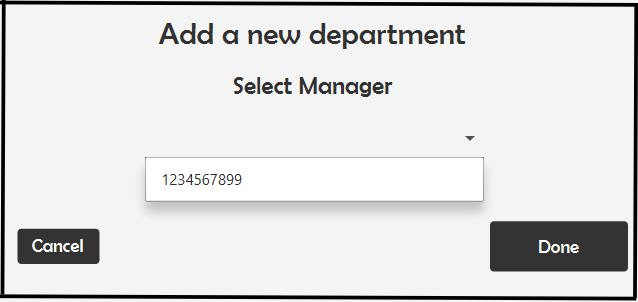 Add a new department
Select Manager
1234567899
Cancel
Done